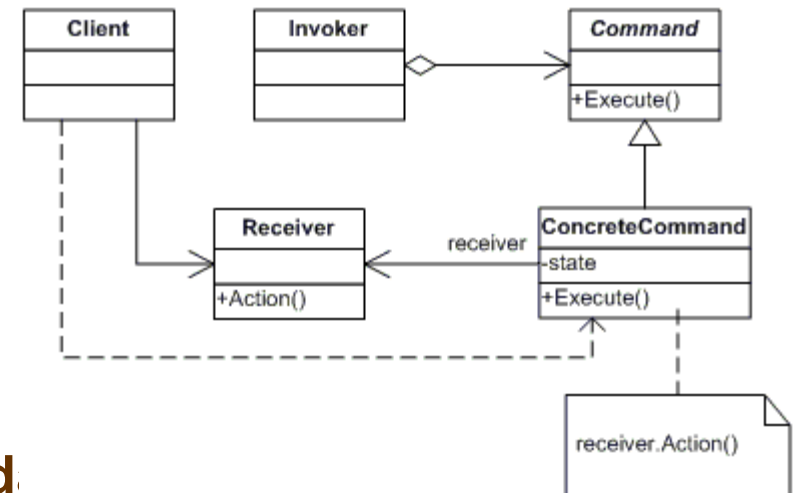 Client
Invoker
Command
+Execute()
Receiver
+Action()
receiver
ConcreteCommand
-state
+Execute()
receiver.Action()